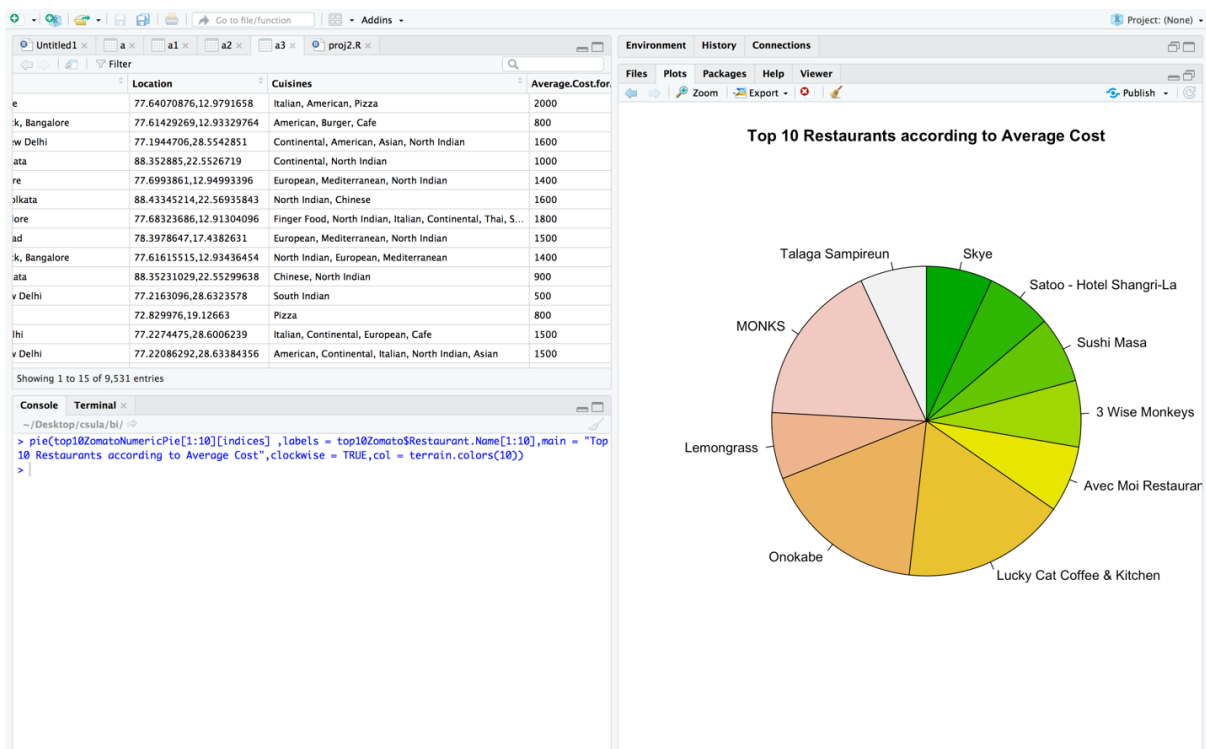 Go to file/function
Addins
Project: (None)
Untitled1 a a1 a2 a3 proj2.R
Filter
Location Cuisines Average.Cost.for.
e 77.64070876,12.9791658 Italian, American, Pizza 2000
k, Bangalore 77.61429269,12.93329764 American, Burger, Cafe 800
w Delhi 77.1944706,28.5542851 Continental, American, Asian, North Indian 1600
ata 88.352885,22.5526719 Continental, North Indian 1000
re 77.6993861,12.94993396 European, Mediterranean, North Indian 1400
olkata 88.43345214,22.56935843 North Indian, Chinese 1600
ore 77.68323686,12.91304096 Finger Food, North Indian, Italian, Continental, Thai, S... 1800
ad 78.3978647,17.4382631 European, Mediterranean, North Indian 1500
k, Bangalore 77.61615515,12.93436454 North Indian, European, Mediterranean 1400
ata 88.35231029,22.55299638 Chinese, North Indian 900
v Delhi 77.2163096,28.6323578 South Indian 500
72.829976,19.12663 Pizza 800
lhi 77.2274475,28.6006239 Italian, Continental, European, Cafe 1500
v Delhi 77.22086292,28.63384356 American, Continental, Italian, North Indian, Asian 1500
Showing 1 to 15 of 9,531 entries
Console Terminal
~/Desktop/csula/bi/
> pie(top10ZomatoNumericPie[1:10][indices] ,labels = top10Zomato$Restaurant.Name[1:10],main = "Top
10 Restaurants according to Average Cost",clockwise = TRUE,col = terrain.colors(10))
>
Environment History Connections
Files Plots Packages Help Viewer
Zoom Export Publish
Top 10 Restaurants according to Average Cost
Talaga Sampireun
Skye
Satoo - Hotel Shangri-La
MONKS
Sushi Masa
3 Wise Monkeys
Lemongrass
Avec Moi Restauran
Onokabe
Lucky Cat Coffee & Kitchen